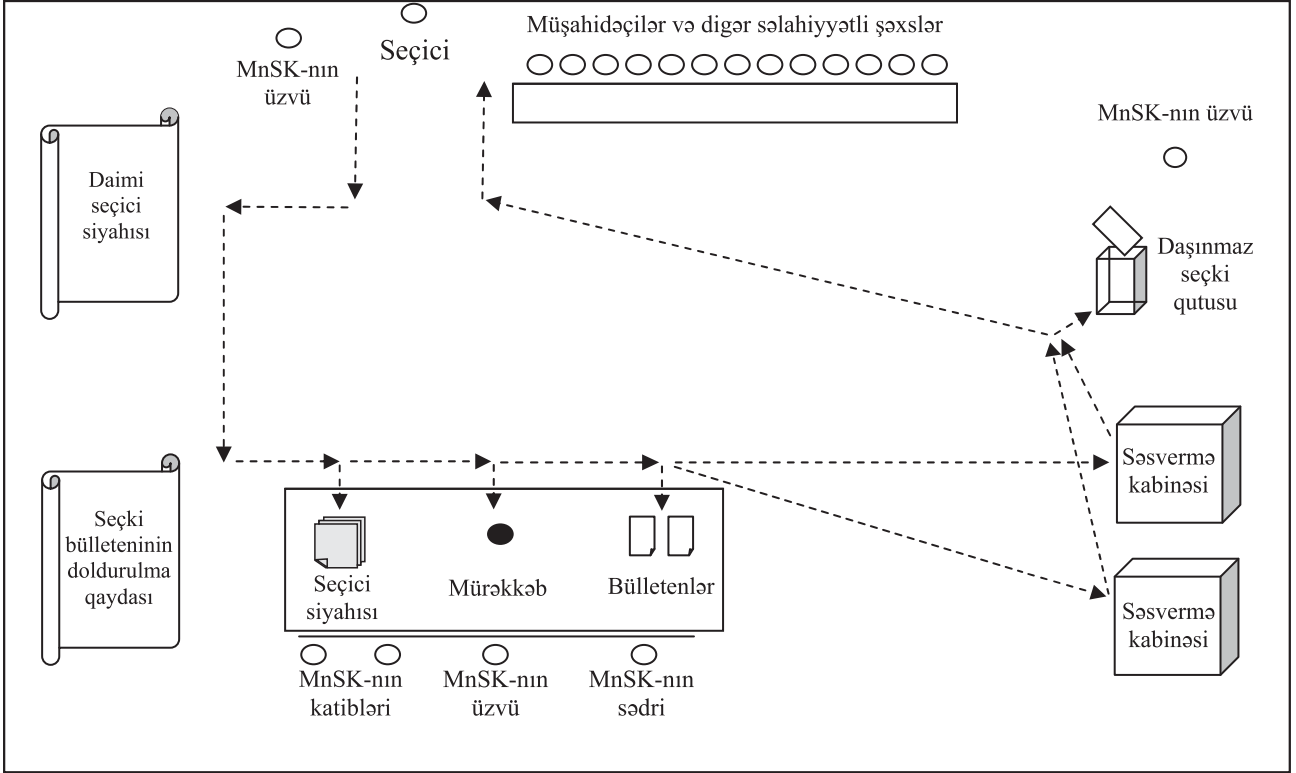 Müşahidəçilər və digər səlahiyyətli şəxslər
Seçici
MnSK-nın
üzvü
MnSK-nın üzvü
Daimi
seçici
siyahısı
Daşınmaz
seçki
qutusu
Səsvermə
kabinəsi
Seçki
bülleteninin
doldurulma
qaydası
Seçici
siyahısı
Mürəkkəb
Bülletenlər
Səsvermə
kabinəsi
MnSK-nın
katibləri
MnSK-nın
üzvü
MnSK-nın
sədri